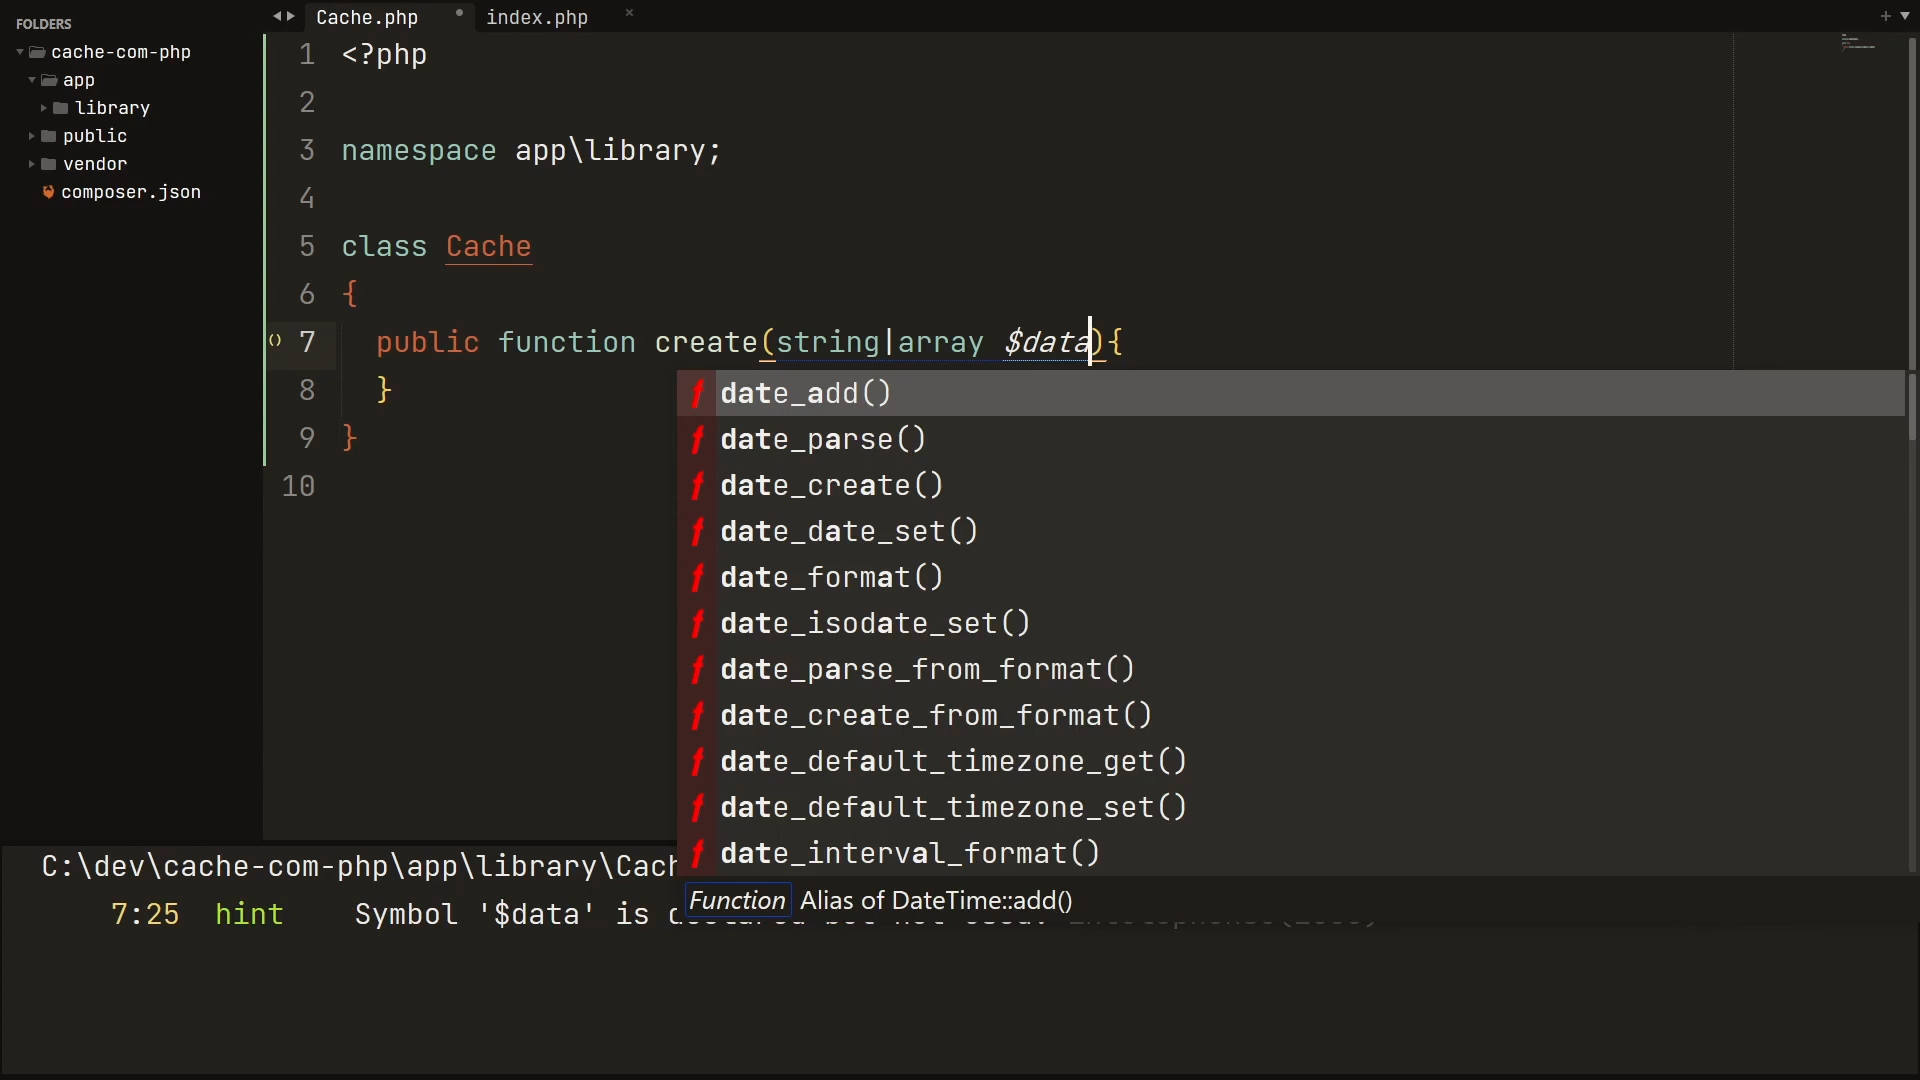 FOLDERS
cache-com-php
app
library
public
vendor
composer.json
Cache.php
index.php
1 <?php
2
3 namespace app\library;
4
5 class Cache
6 {
7 public function create(string|array $data){
8 }
9 }
10
date_add()
date_parse()
date_create()
date_date_set()
date_format()
date_isodate_set()
date_parse_from_format()
date_create_from_format()
date_default_timezone_get()
date_default_timezone_set()
date_interval_format()
Function Alias of DateTime::add()
C:\dev\cache-com-php\app\library\Cach
7:25 hint Symbol '$data' is